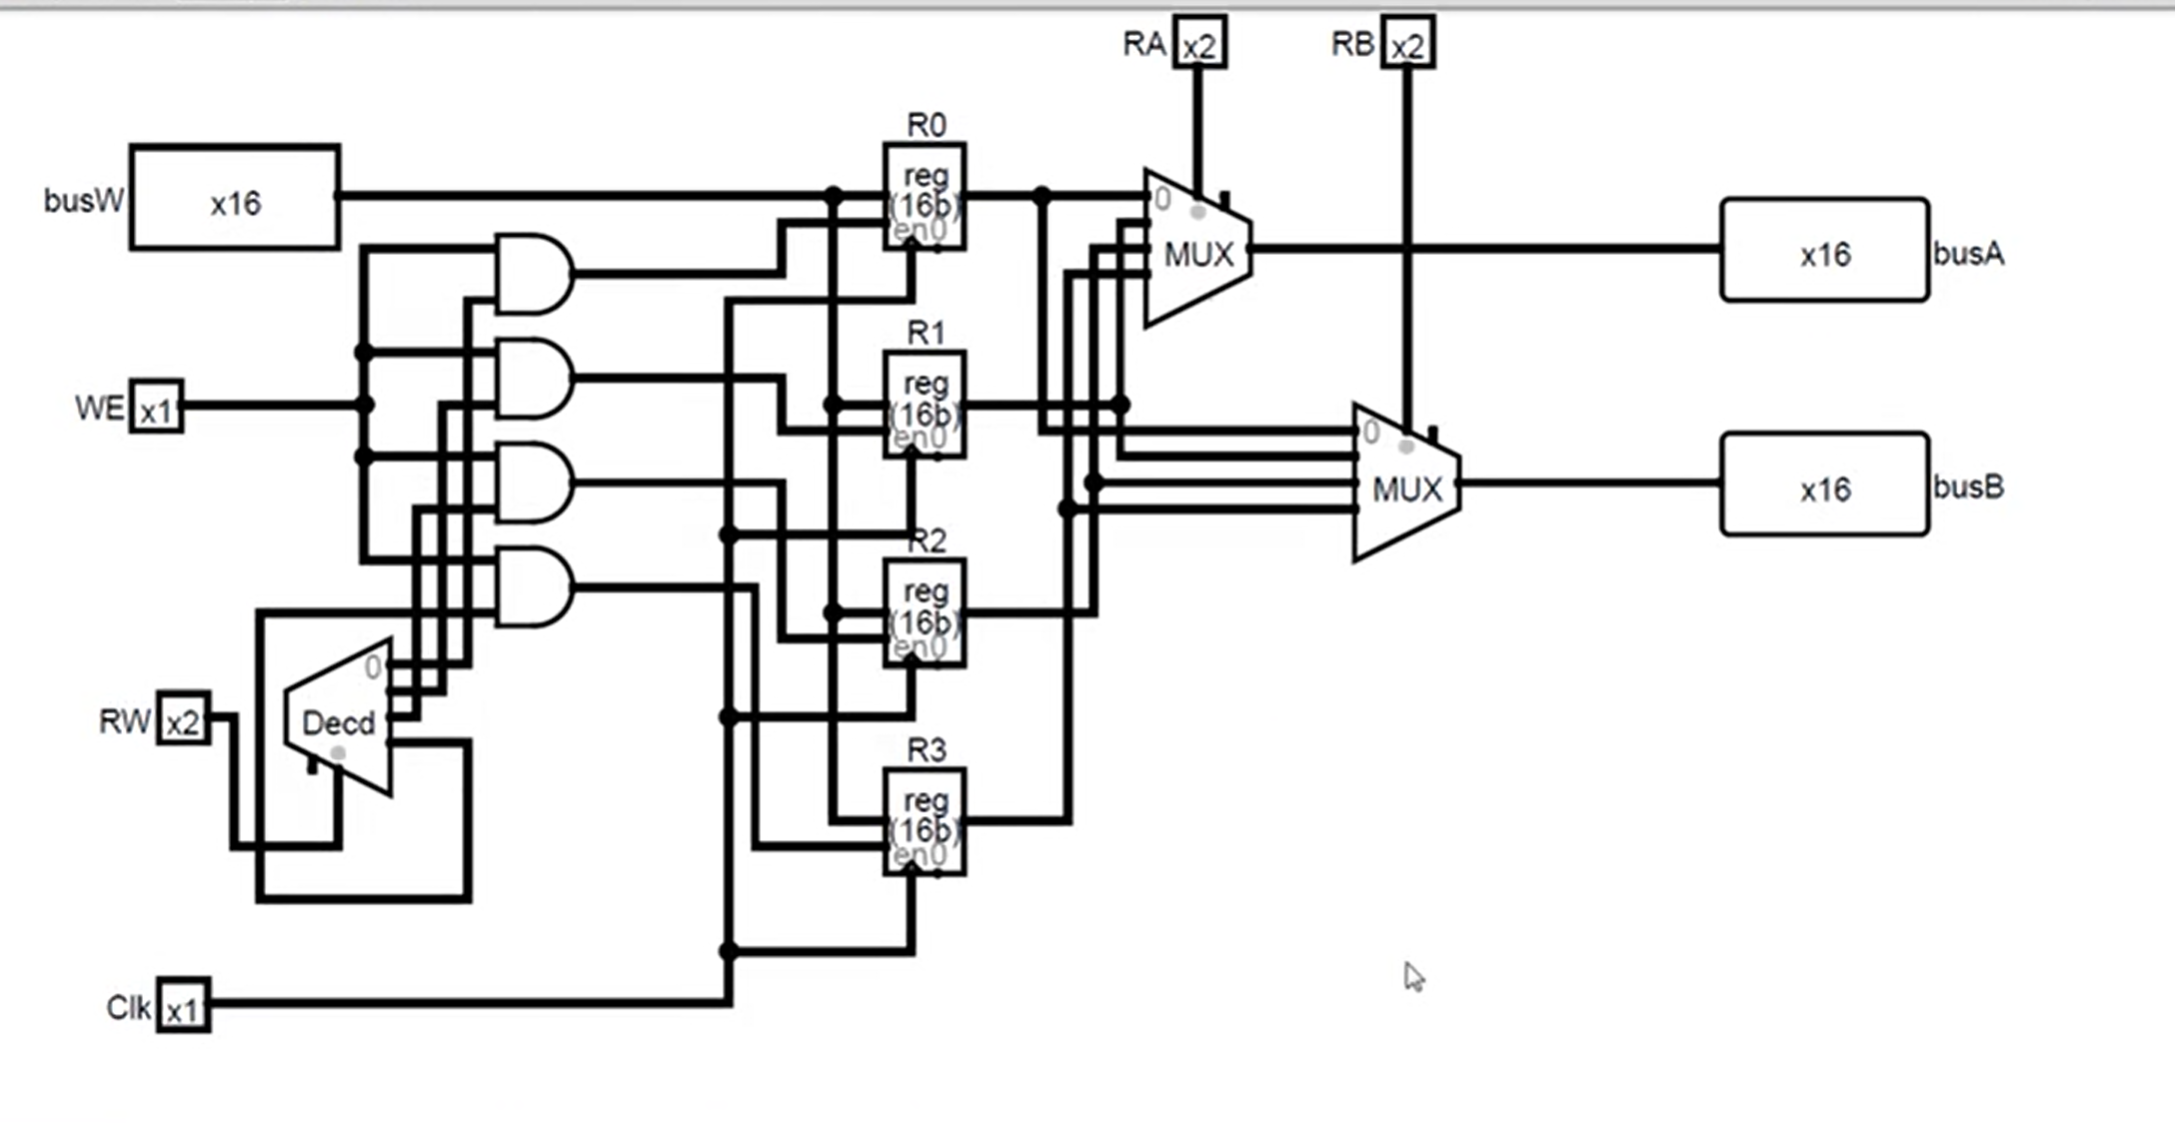 RA x2
RB x2
busW x16
R0
reg
(16b)
en0
0
MUX
x16 busA
WE x1
R1
reg
(16b)
en0
0
MUX
x16 busB
R2
reg
(16b)
en0
RW x2
0
Decd
R3
reg
(16b)
en0
Clk x1